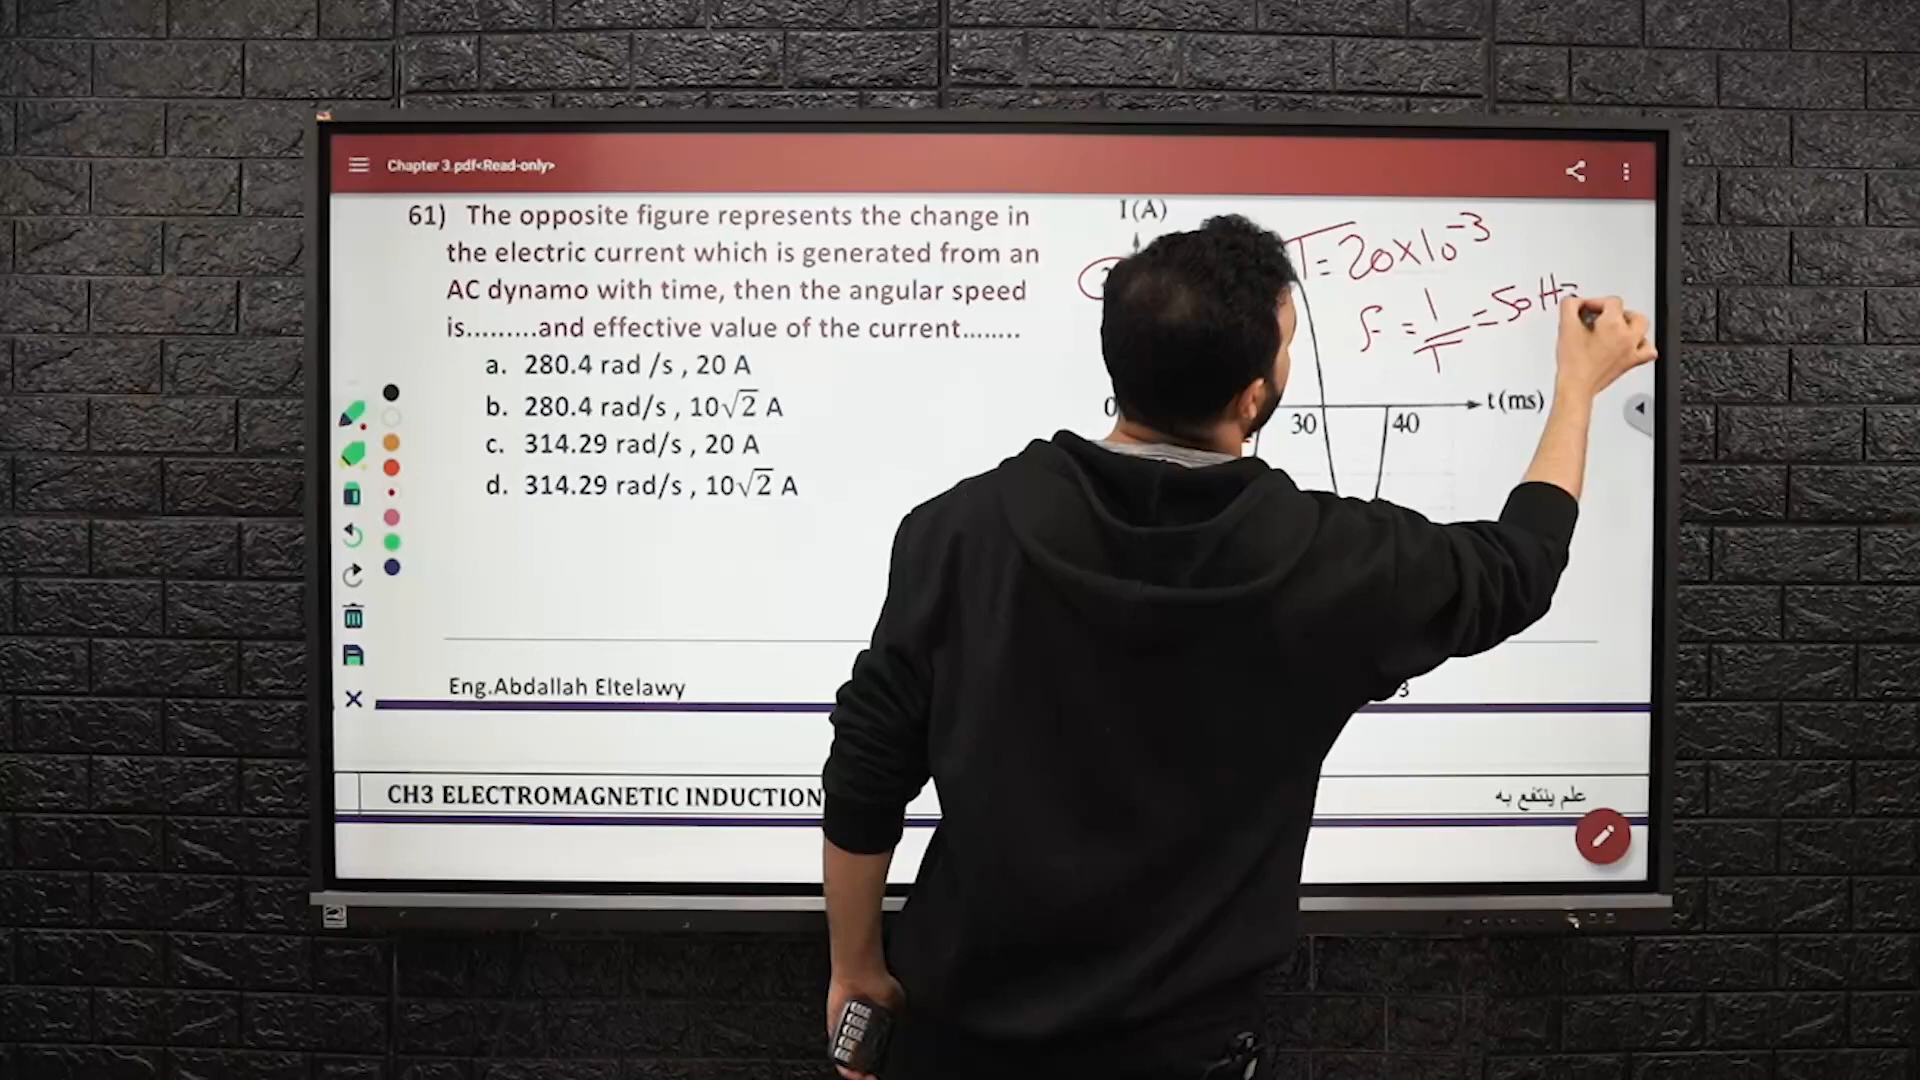 Chapter 3.pdf<Read-only>
61) The opposite figure represents the change in
the electric current which is generated from an
AC dynamo with time, then the angular speed
is.........and effective value of the current........
a. 280.4 rad /s , 20 A
b. 280.4 rad/s , 10√2 A
c. 314.29 rad/s , 20 A
d. 314.29 rad/s , 10√2 A
I (A)
T = 20×10⁻³
f = 1/T = 50 Hz
0
30
40
t (ms)
Eng.Abdallah Eltelawy
3
CH3 ELECTROMAGNETIC INDUCTION
علم ينتفع به